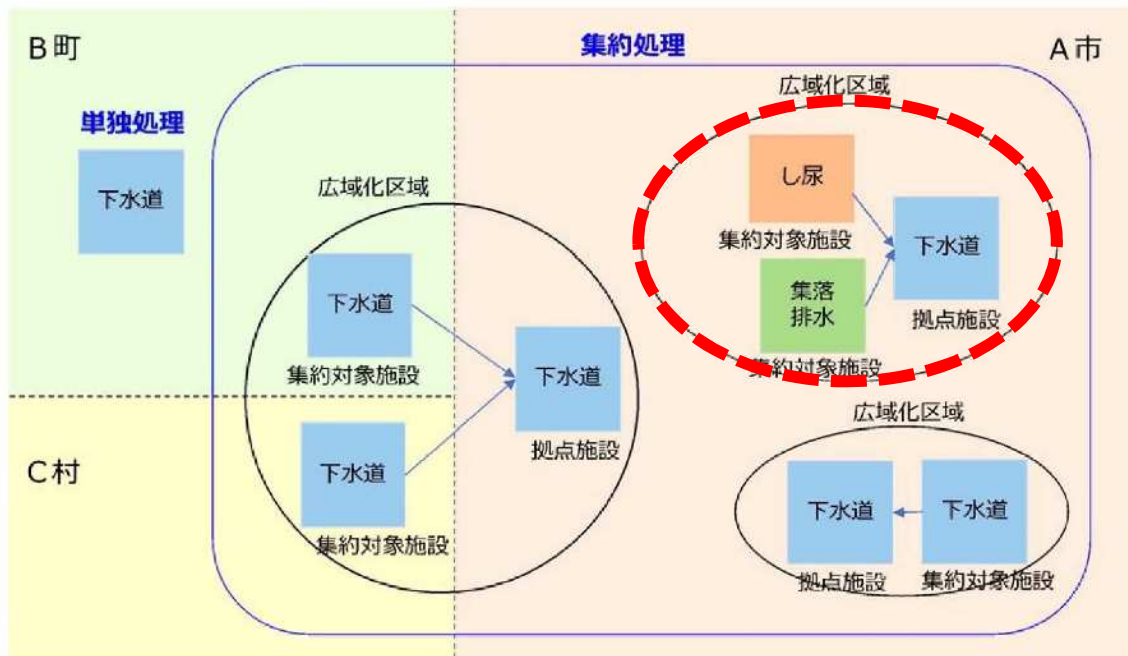 B町
集約処理
A市
単独処理
下水道
広域化区域
下水道
集約対象施設
下水道
集約対象施設
下水道
拠点施設
C村
広域化区域
し尿
集約対象施設
集落
排水
集約対象施設
下水道
拠点施設
広域化区域
下水道
拠点施設
下水道
集約対象施設